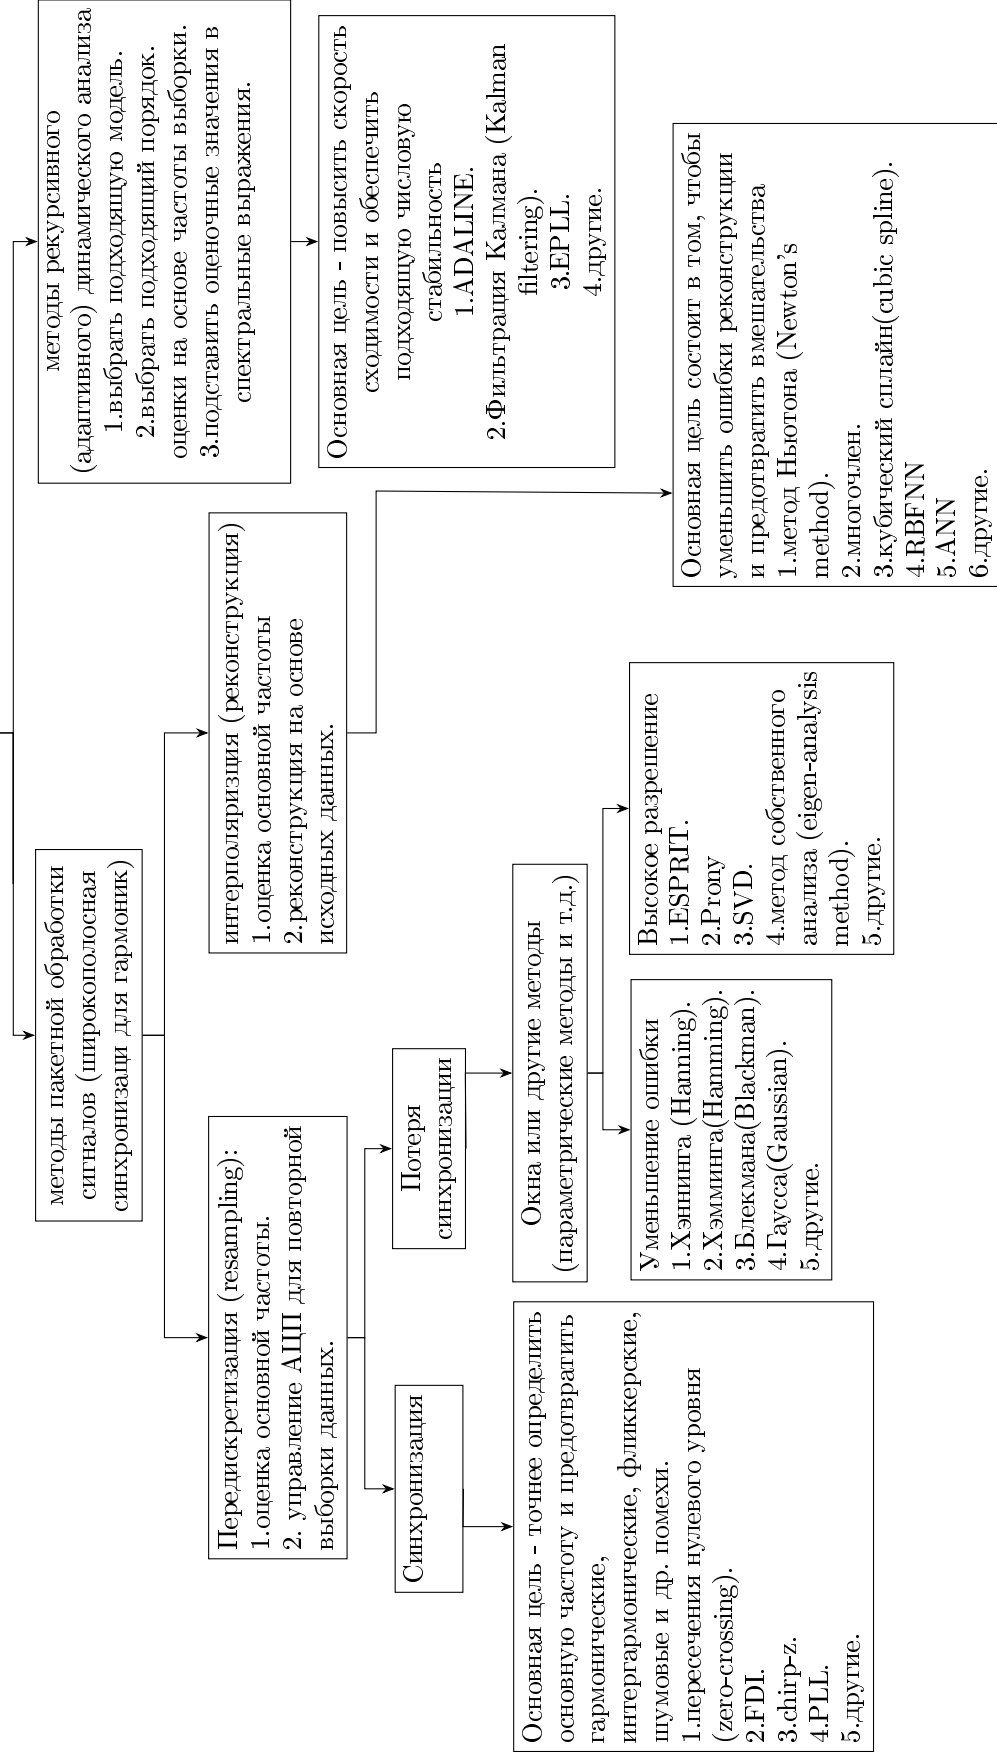 методы пакетной обработки
сигналов (широкополосная
синхронизаци для гармоник)
методы рекурсивного
(адаптивного) динамического анализа
1.выбрать подходящую модель.
2.выбрать подходящий порядок.
оценки на основе частоты выборки.
3.подставить оценочные значения в
спектральные выражения.
Передискретизация (resampling):
1.оценка основной частоты.
2. управление АЦП для повторной
выборки данных.
интерполяризция (реконструкция)
1.оценка основной частоты
2.реконструкция на основе
исходных данных.
Основная цель - повысить скорость
сходимости и обеспечить
подходящую числовую
стабильность
1.ADALINE.
2.Фильтрация Калмана (Kalman
filtering).
3.EPLL.
4.другие.
Синхронизация
Потеря
синхронизации
Основная цель - точнее определить
основную частоту и предотвратить
гармонические,
интергармонические, фликкерские,
шумовые и др. помехи.
1.пересечения нулевого уровня
(zero-crossing).
2.FDI.
3.chirp-z.
4.PLL.
5.другие.
Окна или другие методы
(параметрические методы и т.д.)
Уменьшение ошибки
1.Хэннинга (Hanning).
2.Хэмминга(Hamming).
3.Блекмана(Blackman).
4.Гаусса(Gaussian).
5.другие.
Высокое разрешение
1.ESPRIT.
2.Prony
3.SVD.
4.метод собственного
анализа (eigen-analysis
method).
5.другие.
Основная цель состоит в том, чтобы
уменьшить ошибки реконструкции
и предотвратить вмешательства
1.метод Ньютона (Newton's
method).
2.многочлен.
3.кубический сплайн(cubic spline).
4.RBFNN
5.ANN
6.другие.